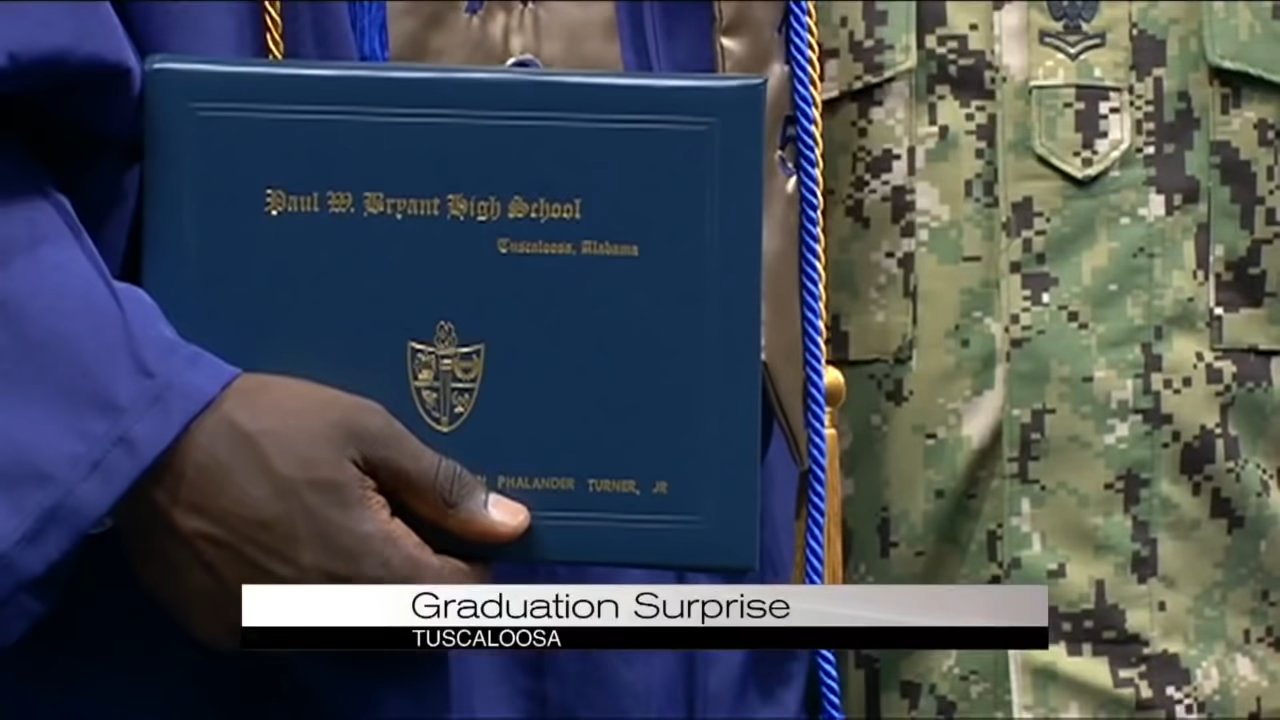 Paul W. Bryant High School
Tuscaloosa, Alabama
PHALANDER TURNER, JR
Graduation Surprise
TUSCALOOSA